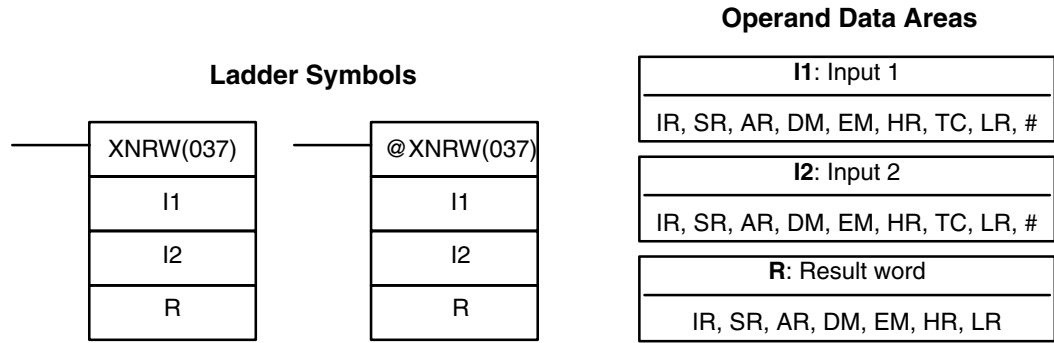 Ladder Symbols
XNRW(037)
I1
I2
R
@XNRW(037)
I1
I2
R
Operand Data Areas
I1: Input 1
IR, SR, AR, DM, EM, HR, TC, LR, #
I2: Input 2
IR, SR, AR, DM, EM, HR, TC, LR, #
R: Result word
IR, SR, AR, DM, EM, HR, LR